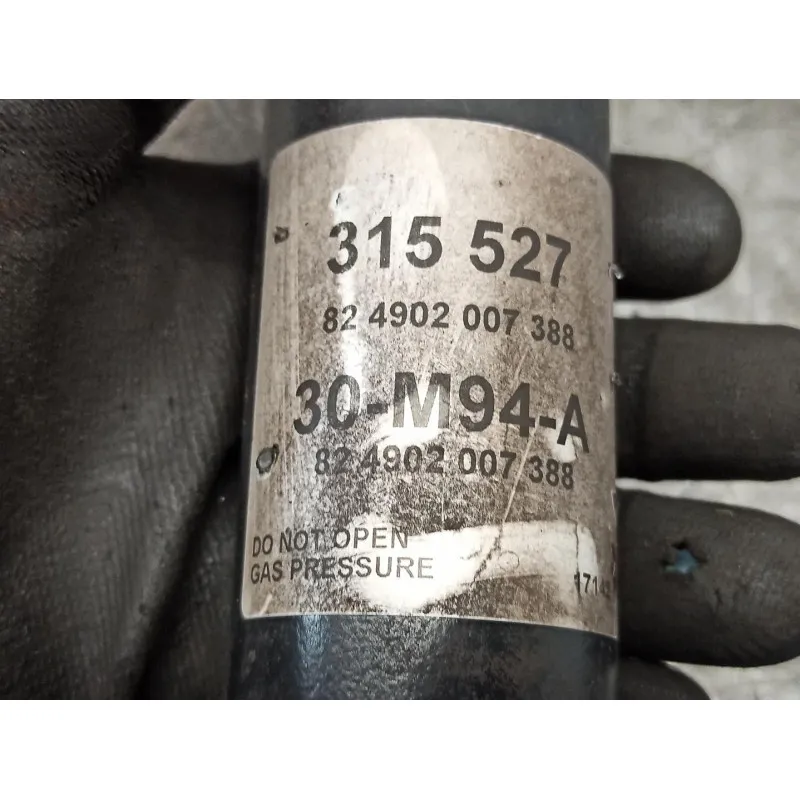 315 527
82 4902 007 388
30-M94-A
82 4902 007 388
DO NOT OPEN
GAS PRESSURE